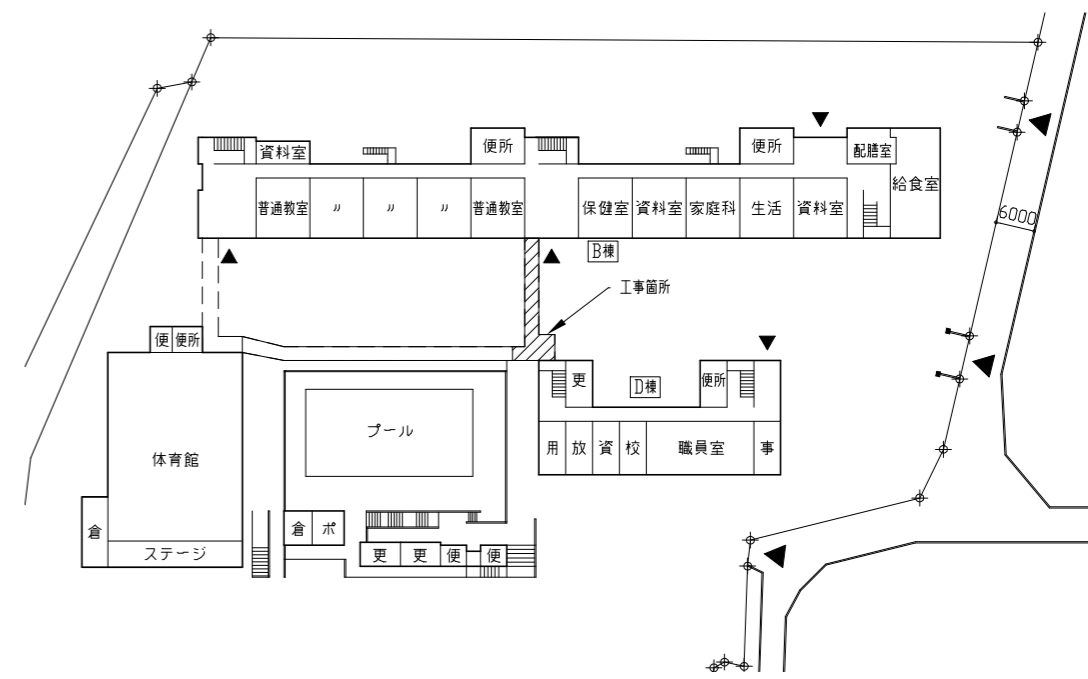 便所
便所
資料室
配膳室
給食室
普通教室
〃
〃
〃
普通教室
保健室
資料室
家庭科
生活
資料室
6000
B棟
工事箇所
便
便所
更
D棟
便所
プール
体育館
用
放
資
校
職員室
事
倉
倉
ポ
ステージ
更
更
便
便